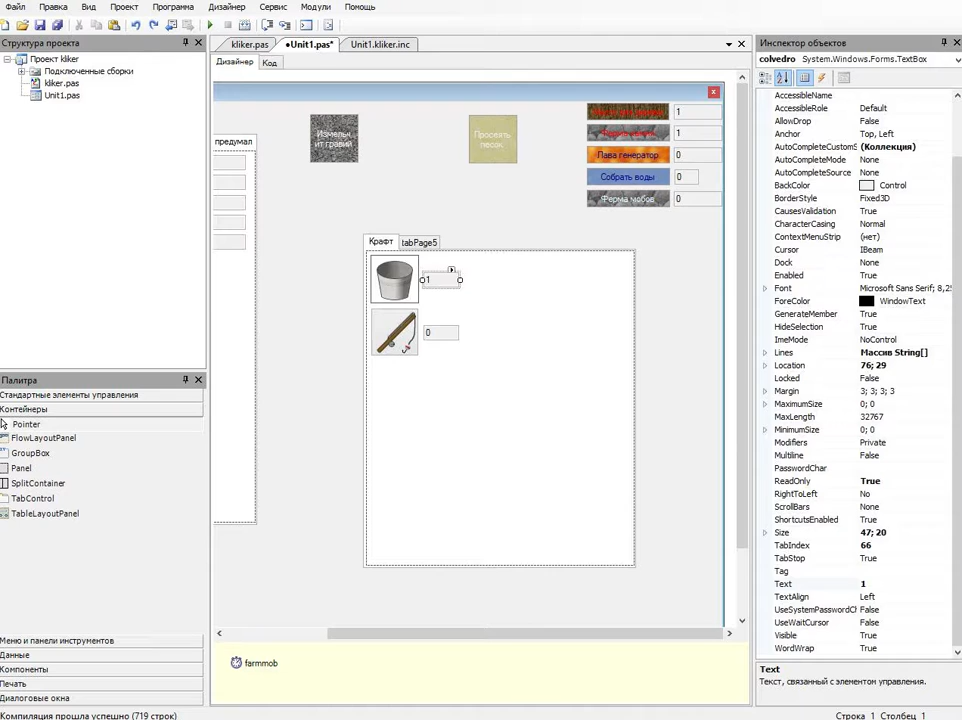 Файл Правка Вид Проект Программа Дизайнер Сервис Модули Помощь
Структура проекта
Проект kliker
Подключенные сборки
kliker.pas
Unit1.pas
Палитра
Стандартные элементы управления
Контейнеры
Pointer
FlowLayoutPanel
GroupBox
Panel
SplitContainer
TabControl
TableLayoutPanel
Меню и панели инструментов
Данные
Компоненты
Печать
Диалоговые окна
kliker.pas •Unit1.pas* Unit1.kliker.inc
Дизайнер Код
предумал
Измельч
ит гравий
Просеять
песок
1
1
Лава генератор 0
Собрать воды 0
Ферма мобов 0
Крафт tabPage5
1
0
farmmob
Инспектор объектов
colvedro System.Windows.Forms.TextBox
AccessibleName
AccessibleRole Default
AllowDrop False
Anchor Top, Left
AutoCompleteCustomS (Коллекция)
AutoCompleteMode None
AutoCompleteSource None
BackColor Control
BorderStyle Fixed3D
CausesValidation True
CharacterCasing Normal
ContextMenuStrip (нет)
Cursor IBeam
Dock None
Enabled True
Font Microsoft Sans Serif; 8,25
ForeColor WindowText
GenerateMember True
HideSelection True
ImeMode NoControl
Lines Массив String[]
Location 76; 29
Locked False
Margin 3; 3; 3; 3
MaximumSize 0; 0
MaxLength 32767
MinimumSize 0; 0
Modifiers Private
Multiline False
PasswordChar
ReadOnly True
RightToLeft No
ScrollBars None
ShortcutsEnabled True
Size 47; 20
TabIndex 66
TabStop True
Tag
Text 1
TextAlign Left
UseSystemPasswordCh False
UseWaitCursor False
Visible True
WordWrap True
Text
Текст, связанный с элементом управления.
Компиляция прошла успешно (719 строк)
Строка 1 Столбец 1